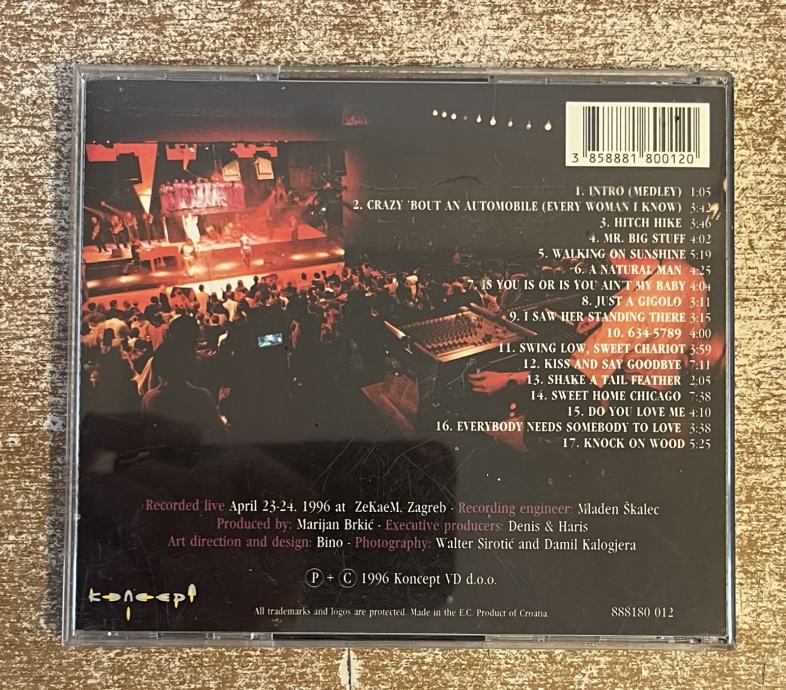 3 858881 800120
1. INTRO (MEDLEY) 1:05
2. CRAZY 'BOUT AN AUTOMOBILE (EVERY WOMAN I KNOW) 3:42
3. HITCH HIKE 3:46
4. MR. BIG STUFF 4:02
5. WALKING ON SUNSHINE 5:19
6. A NATURAL MAN 4:25
7. IS YOU IS OR IS YOU AIN'T MY BABY 4:04
8. JUST A GIGOLO 3:11
9. I SAW HER STANDING THERE 3:15
10. 634-5789 4:00
11. SWING LOW, SWEET CHARIOT 3:59
12. KISS AND SAY GOODBYE 7:11
13. SHAKE A TAIL FEATHER 2:05
14. SWEET HOME CHICAGO 7:38
15. DO YOU LOVE ME 4:10
16. EVERYBODY NEEDS SOMEBODY TO LOVE 3:38
17. KNOCK ON WOOD 5:25
Recorded live April 23-24, 1996 at ZeKaeM, Zagreb · Recording engineer: Mladen Škalec
Produced by: Marijan Brkić · Executive producers: Denis & Haris
Art direction and design: Bino · Photography: Walter Sirotić and Damil Kalogjera
Ⓟ + Ⓒ 1996 Koncept VD d.o.o.
koncept
All trademarks and logos are protected. Made in the E.C. Product of Croatia. 888180 012